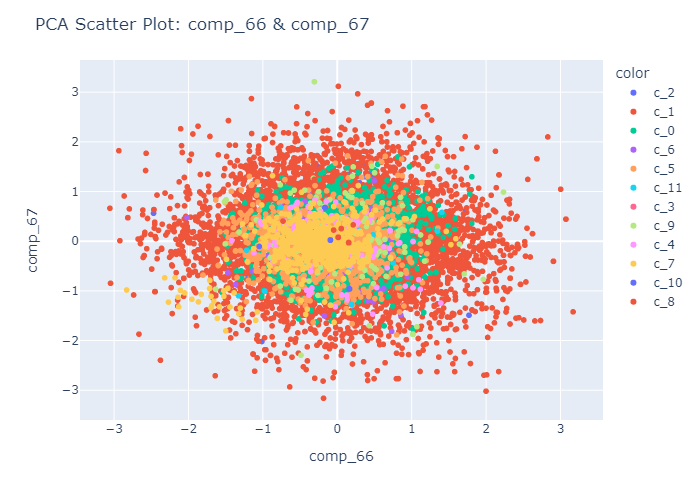 PCA Scatter Plot: comp_66 & comp_67
color
c_2
c_1
c_0
c_6
c_5
c_11
c_3
c_9
c_4
c_7
c_10
c_8
3
2
1
0
−1
−2
−3
comp_67
−3
−2
−1
0
1
2
3
comp_66